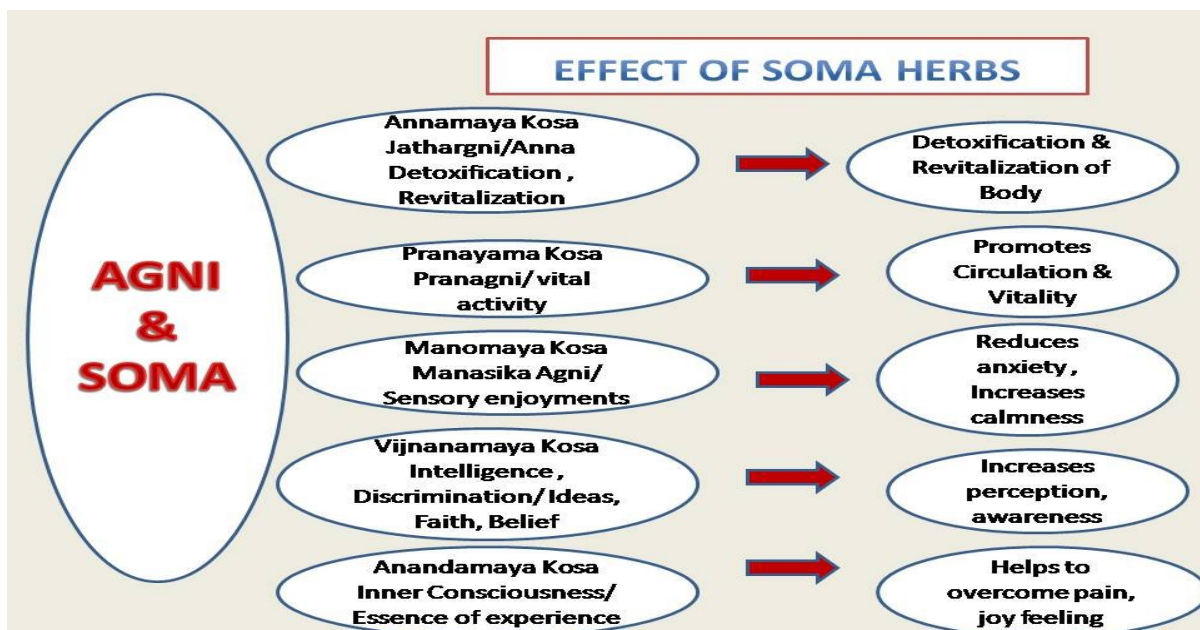 EFFECT OF SOMA HERBS
AGNI
&
SOMA
Annamaya Kosa
Jathargni/Anna
Detoxification ,
Revitalization
Detoxification &
Revitalization of
Body
Pranayama Kosa
Pranagni/ vital
activity
Promotes
Circulation &
Vitality
Manomaya Kosa
Manasika Agni/
Sensory enjoyments
Reduces
anxiety ,
Increases
calmness
Vijnanamaya Kosa
Intelligence ,
Discrimination/ Ideas,
Faith, Belief
Increases
perception,
awareness
Anandamaya Kosa
Inner Consciousness/
Essence of experience
Helps to
overcome pain,
joy feeling